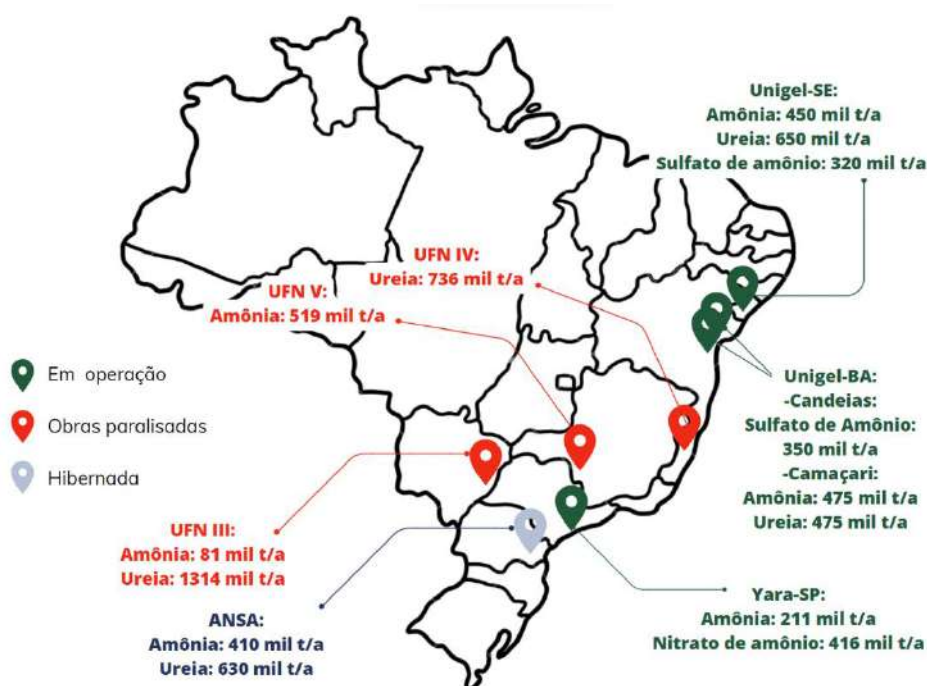 Unigel-SE:
Amônia: 450 mil t/a
Ureia: 650 mil t/a
Sulfato de amônio: 320 mil t/a
UFN IV:
Ureia: 736 mil t/a
UFN V:
Amônia: 519 mil t/a
Em operação
Obras paralisadas
Hibernada
Unigel-BA:
-Candeias:
Sulfato de Amônio:
350 mil t/a
-Camaçari:
Amônia: 475 mil t/a
Ureia: 475 mil t/a
UFN III:
Amônia: 81 mil t/a
Ureia: 1314 mil t/a
ANSA:
Amônia: 410 mil t/a
Ureia: 630 mil t/a
Yara-SP:
Amônia: 211 mil t/a
Nitrato de amônio: 416 mil t/a